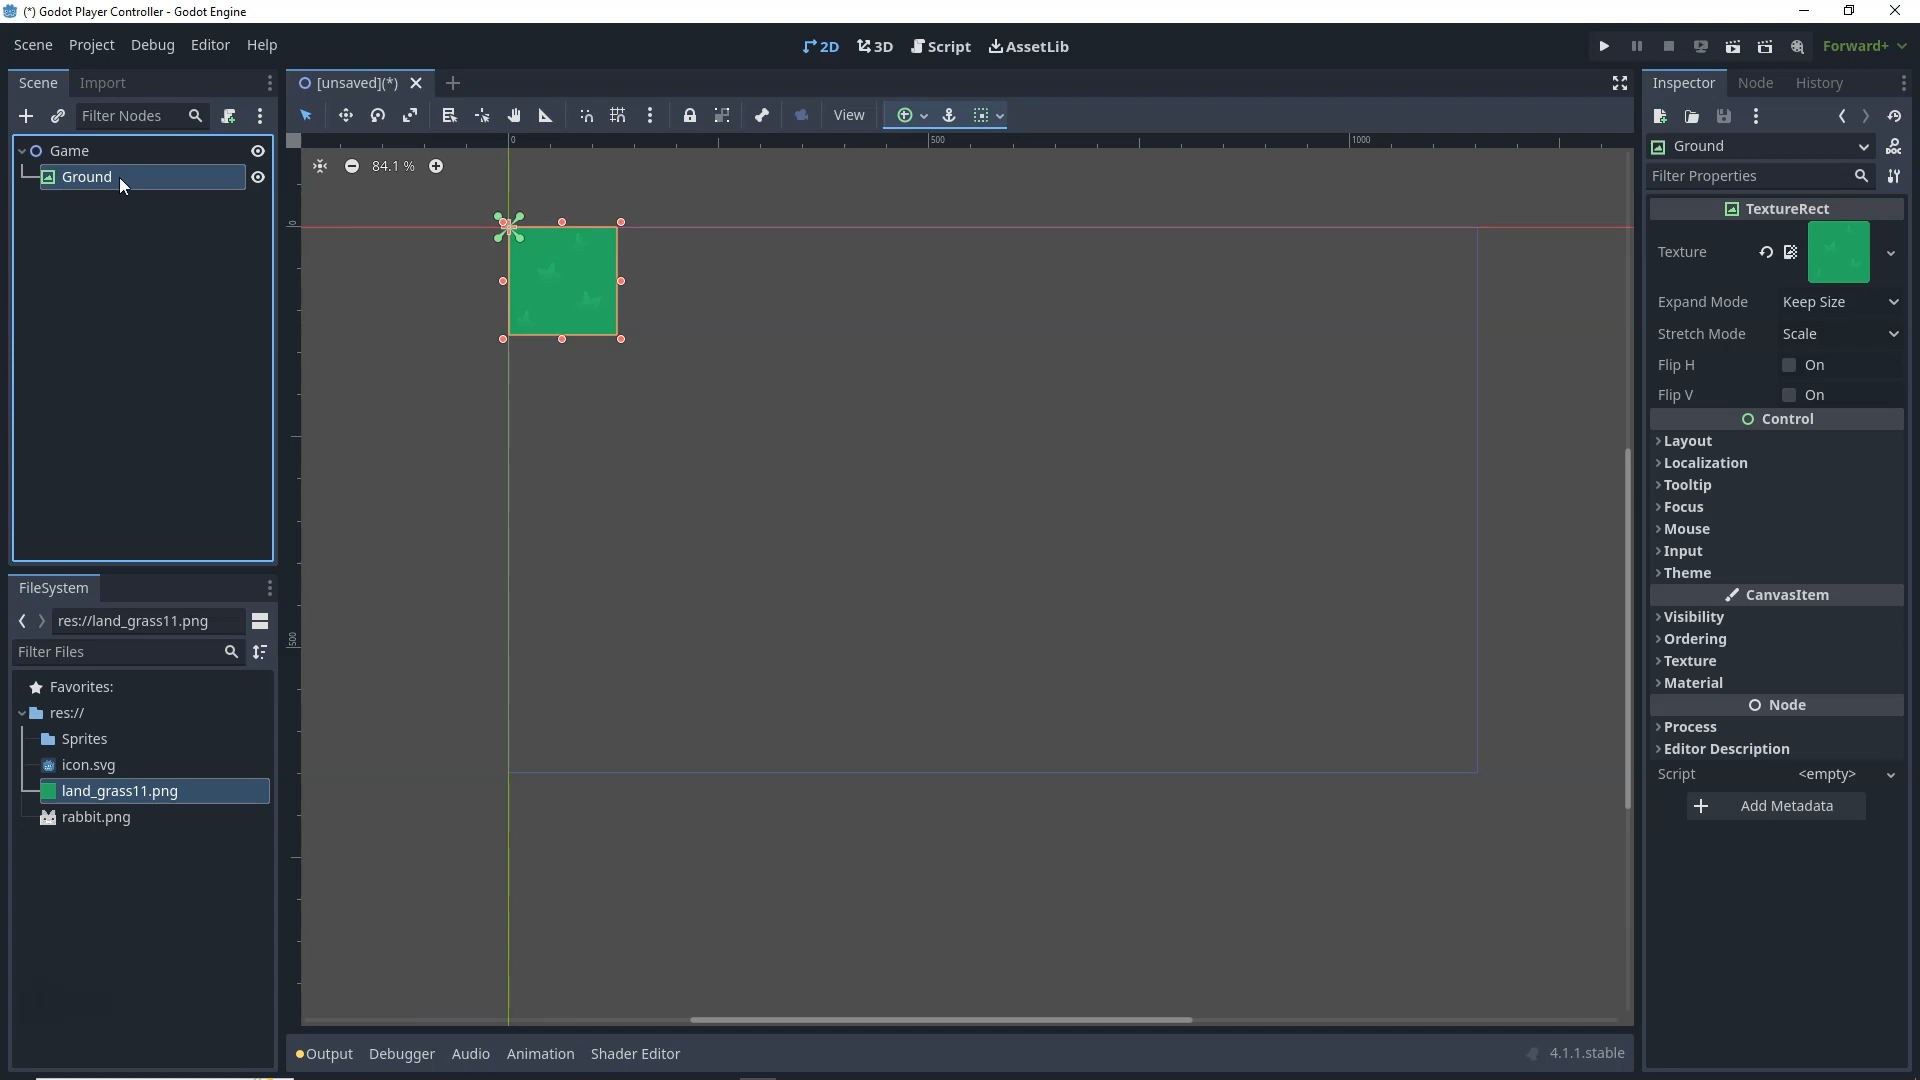 (*) Godot Player Controller - Godot Engine
Scene Project Debug Editor Help
2D 3D Script AssetLib
Forward+
Scene Import
[unsaved](*)
Inspector Node History
Filter Nodes
View
Game
Ground
84.1 %
0
500
1000
0
500
Ground
Filter Properties
TextureRect
Texture
Expand Mode Keep Size
Stretch Mode Scale
Flip H On
Flip V On
Control
Layout
Localization
Tooltip
Focus
Mouse
Input
Theme
CanvasItem
Visibility
Ordering
Texture
Material
Node
Process
Editor Description
Script <empty>
Add Metadata
FileSystem
res://land_grass11.png
Filter Files
Favorites:
res://
Sprites
icon.svg
land_grass11.png
rabbit.png
Output Debugger Audio Animation Shader Editor
4.1.1.stable